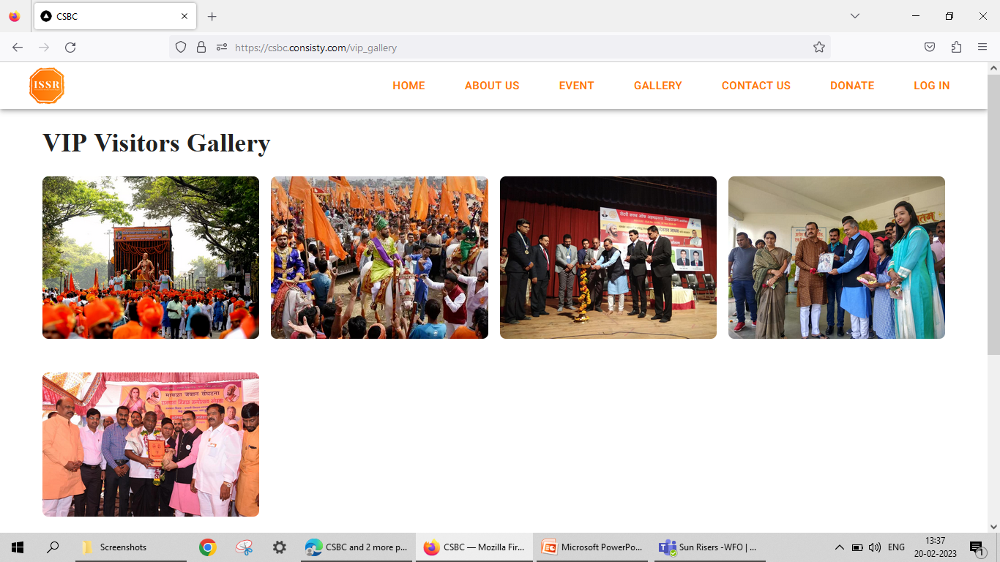 CSBC
https://csbc.consisty.com/vip_gallery
ISSR
HOME
ABOUT US
EVENT
GALLERY
CONTACT US
DONATE
LOG IN
VIP Visitors Gallery
मावळा जवान संघटना
Screenshots
CSBC and 2 more p...
CSBC — Mozilla Fir...
Microsoft PowerPo...
Sun Risers -WFO | ...
ENG
13:37
20-02-2023
1